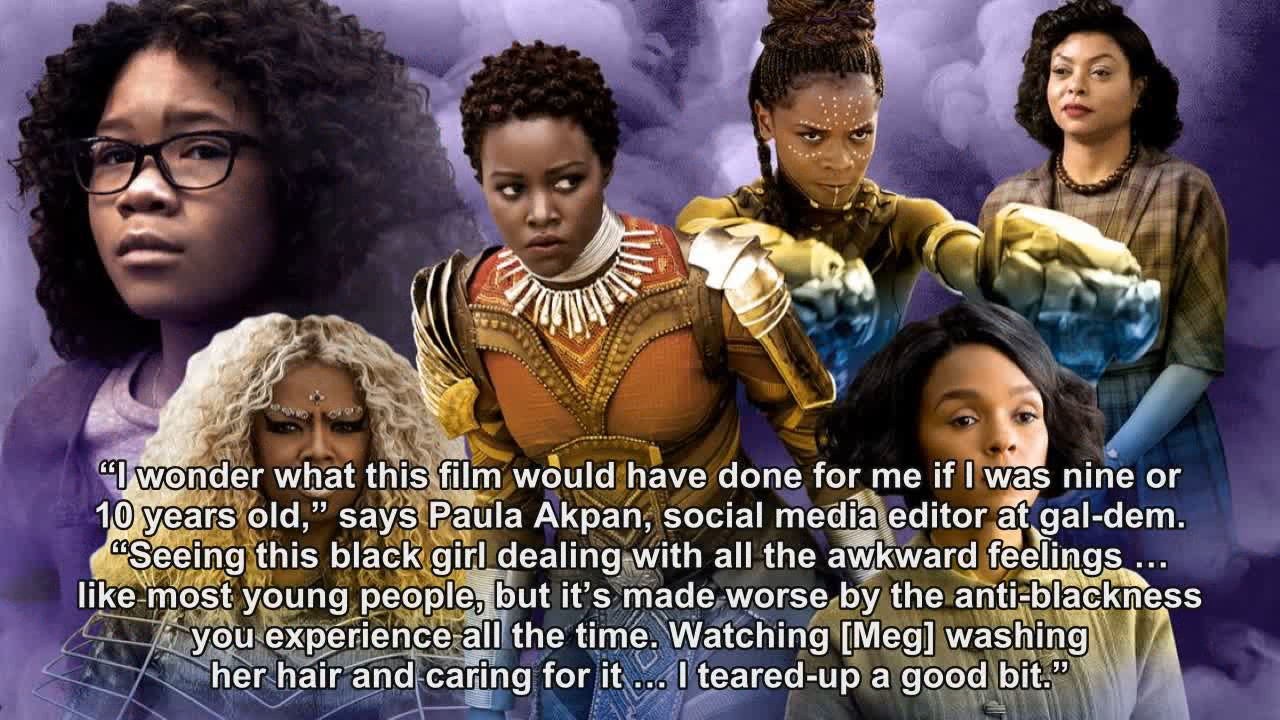 “I wonder what this film would have done for me if I was nine or
10 years old,” says Paula Akpan, social media editor at gal-dem.
“Seeing this black girl dealing with all the awkward feelings …
like most young people, but it’s made worse by the anti-blackness
you experience all the time. Watching [Meg] washing
her hair and caring for it … I teared-up a good bit.”